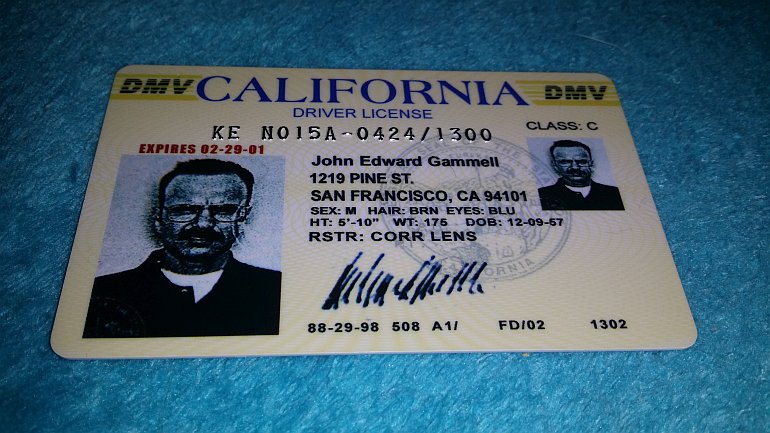 DMV CALIFORNIA DMV
DRIVER LICENSE
KE NO15A-0424/1300
CLASS: C
EXPIRES 02-29-01
John Edward Gammell
1219 PINE ST.
SAN FRANCISCO, CA 94101
SEX: M HAIR: BRN EYES: BLU
HT: 5'-10" WT: 175 DOB: 12-09-57
RSTR: CORR LENS
88-29-98 508 A1/ FD/02 1302